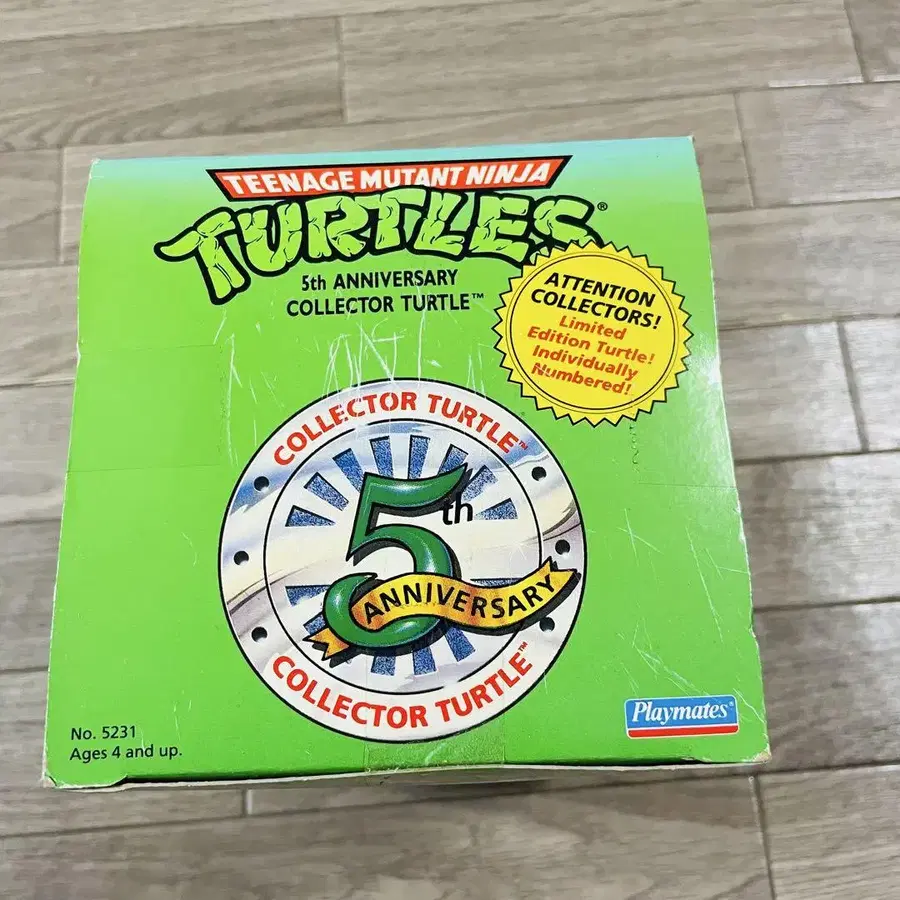 TEENAGE MUTANT NINJA
TURTLES®
5th ANNIVERSARY
COLLECTOR TURTLE™
ATTENTION
COLLECTORS!
Limited
Edition Turtle!
Individually
Numbered!
COLLECTOR TURTLE™
5th
ANNIVERSARY
COLLECTOR TURTLE™
No. 5231
Ages 4 and up.
Playmates®